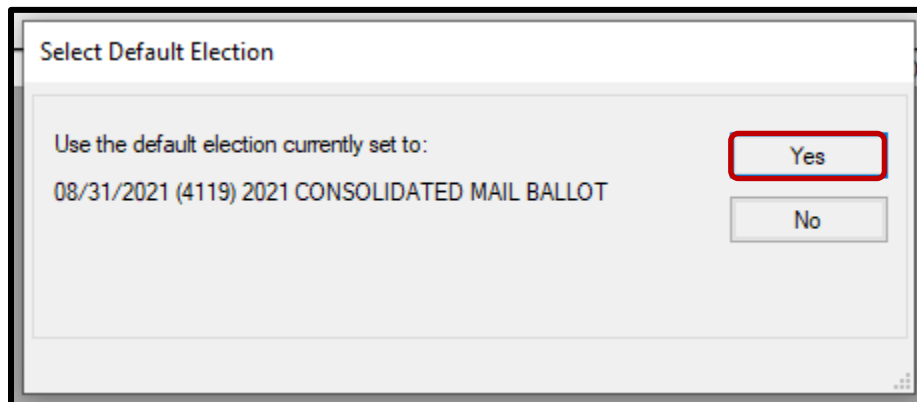 Select Default Election
Use the default election currently set to:
Yes
08/31/2021 (4119) 2021 CONSOLIDATED MAIL BALLOT
No